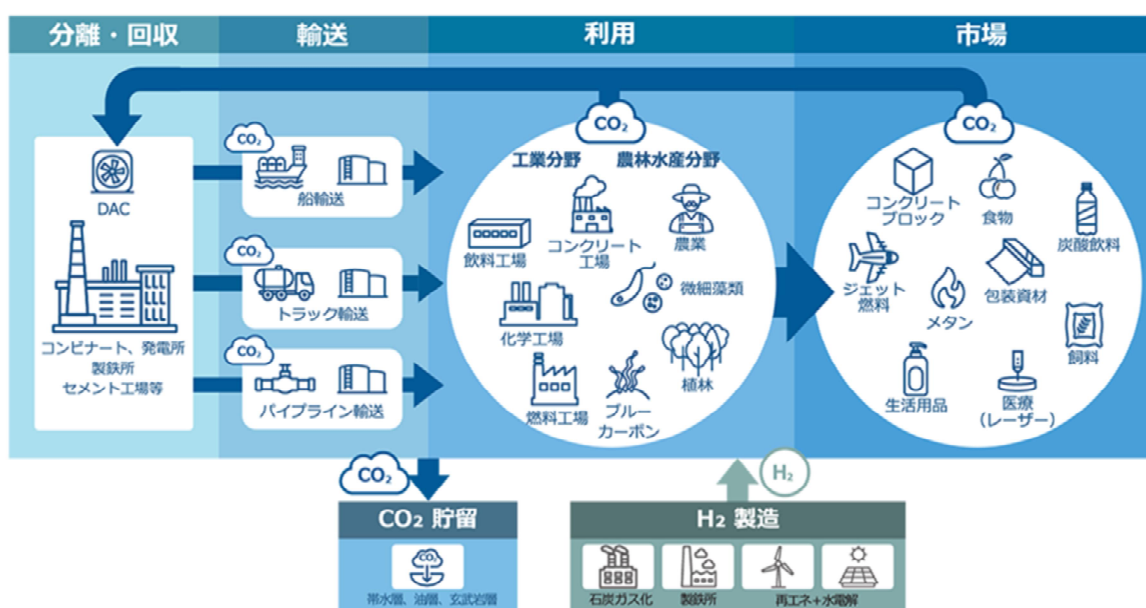 分離・回収
輸送
利用
市場
DAC
コンビナート、発電所
製鉄所
セメント工場等
CO₂
船輸送
CO₂
トラック輸送
CO₂
パイプライン輸送
CO₂
工業分野
農林水産分野
飲料工場
コンクリート
工場
農業
化学工場
微細藻類
燃料工場
ブルー
カーボン
植林
CO₂
コンクリート
ブロック
食物
炭酸飲料
ジェット
燃料
メタン
包装資材
飼料
生活用品
医療
（レーザー）
CO₂
CO₂ 貯留
CO₂
帯水層、油層、玄武岩層
H₂
H₂ 製造
石炭ガス化
製鉄所
再エネ＋水電解